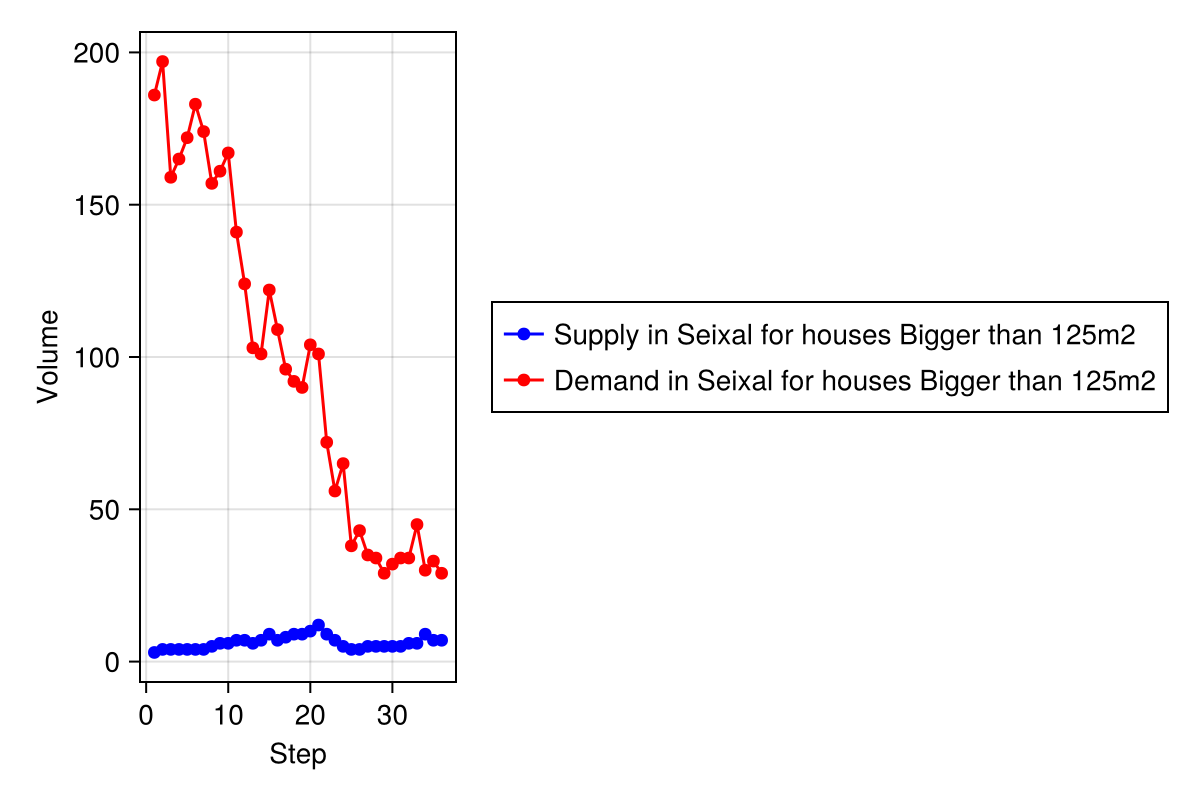 200
150
100
50
0
Volume
0 10 20 30
Step
Supply in Seixal for houses Bigger than 125m2
Demand in Seixal for houses Bigger than 125m2